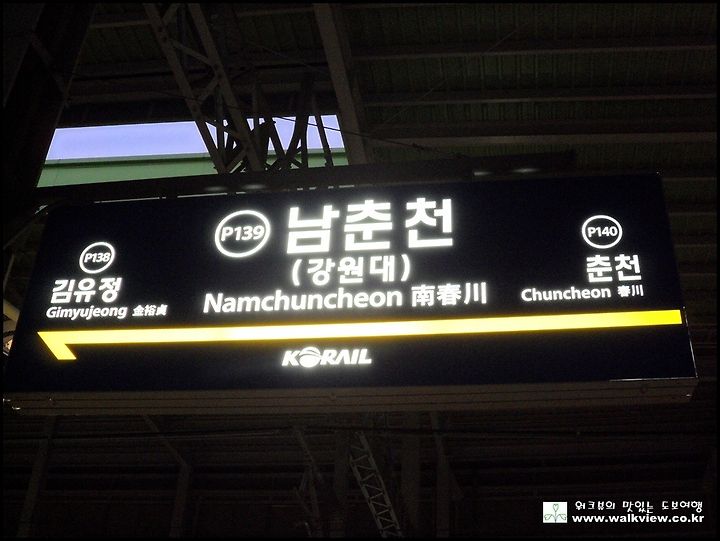 P138
김유정
Gimyujeong 金裕貞
P139
남춘천
(강원대)
Namchuncheon 南春川
P140
춘천
Chuncheon 春川
KORAIL
워크뷰의 맛있는 도보여행
www.walkview.co.kr